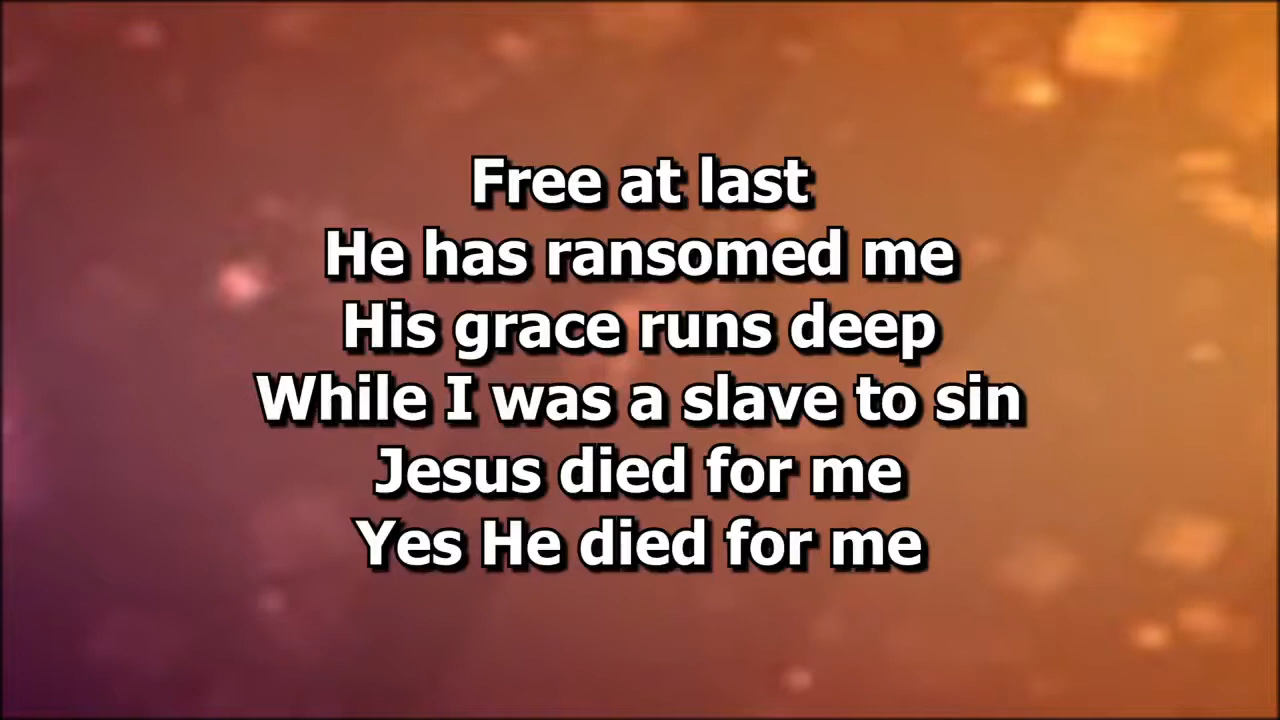 Free at last
He has ransomed me
His grace runs deep
While I was a slave to sin
Jesus died for me
Yes He died for me